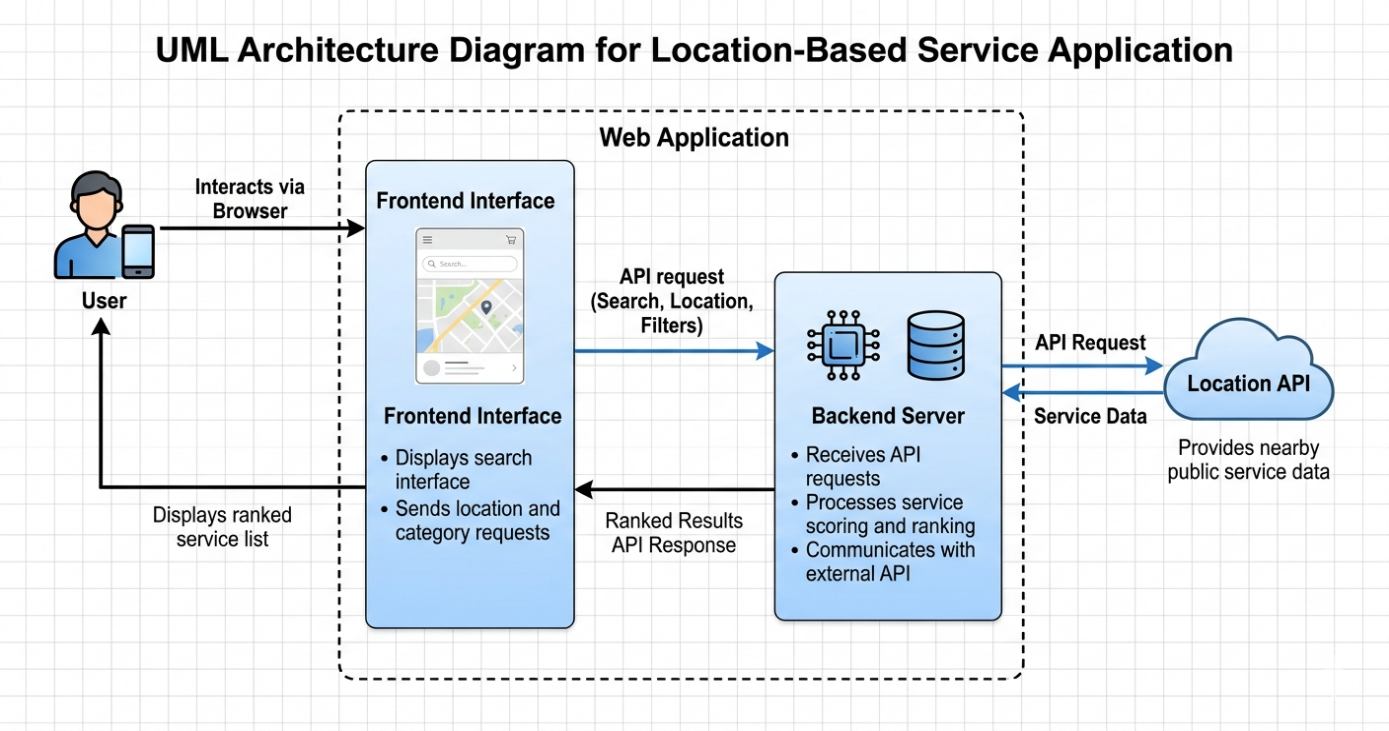 UML Architecture Diagram for Location-Based Service Application
Web Application
Interacts via
Browser
User
Frontend Interface
Search...
Frontend Interface
• Displays search
interface
• Sends location and
category requests
API request
(Search, Location,
Filters)
Backend Server
• Receives API
requests
• Processes service
scoring and ranking
• Communicates with
external API
API Request
Service Data
Location API
Provides nearby
public service data
Ranked Results
API Response
Displays ranked
service list